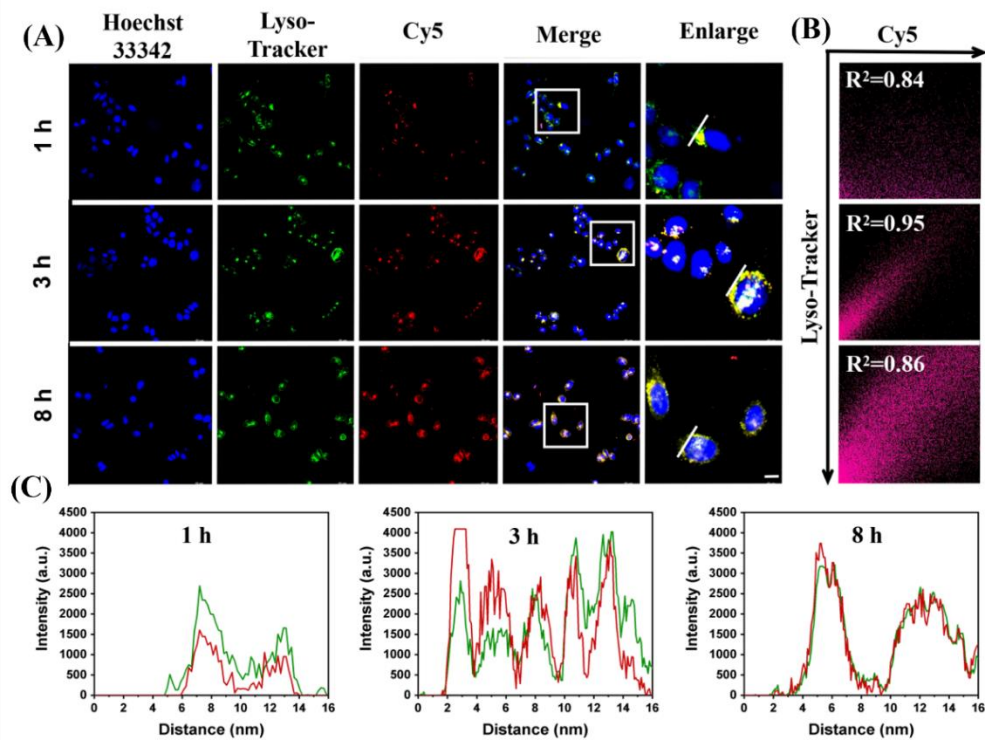 (A)
Hoechst
33342
Lyso-
Tracker
Cy5
Merge
Enlarge
1 h
3 h
8 h
(B)
Cy5
Lyso-Tracker
R²=0.84
R²=0.95
R²=0.86
(C)
1 h
Intensity (a.u.)
4500
4000
3500
3000
2500
2000
1500
1000
500
0
0 2 4 6 8 10 12 14 16
Distance (nm)
3 h
Intensity (a.u.)
4500
4000
3500
3000
2500
2000
1500
1000
500
0
0 2 4 6 8 10 12 14 16
Distance (nm)
8 h
Intensity (a.u.)
4500
4000
3500
3000
2500
2000
1500
1000
500
0
0 2 4 6 8 10 12 14 16
Distance (nm)